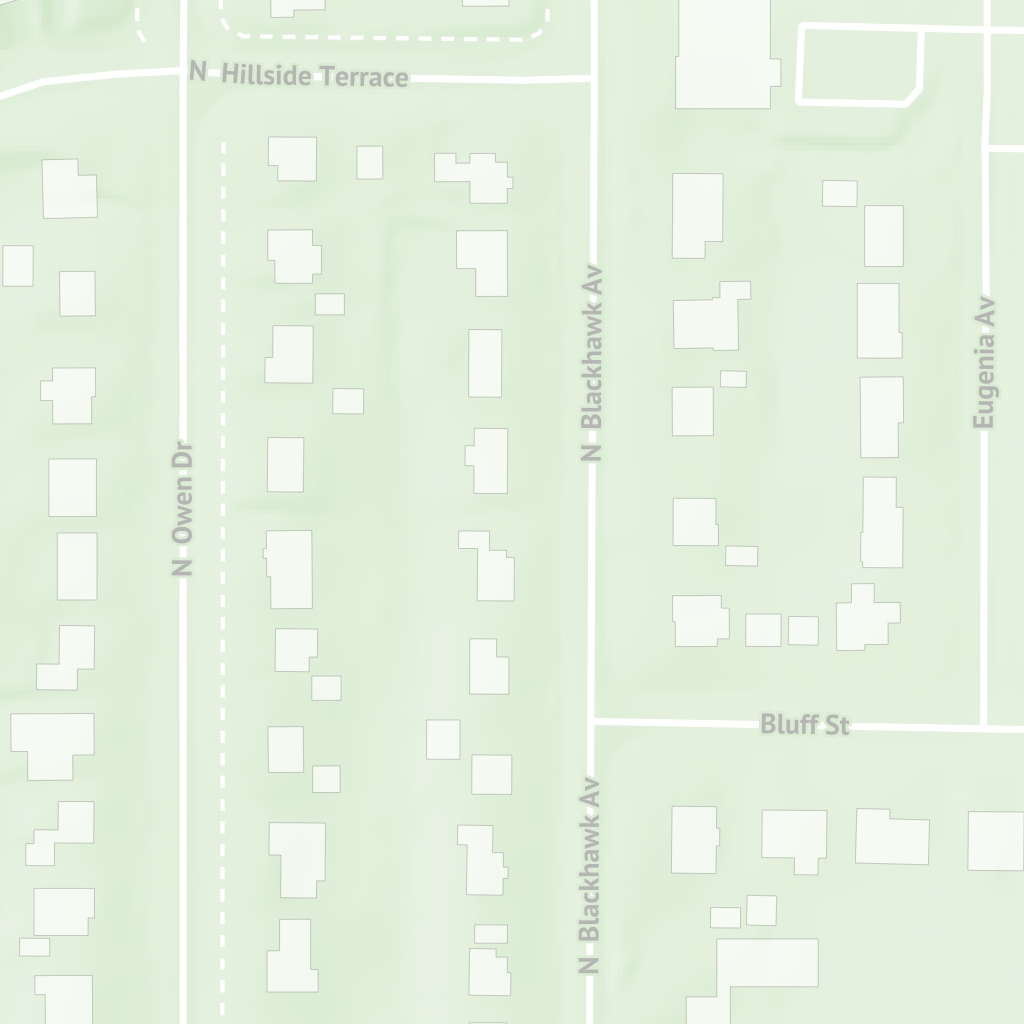 N Hillside Terrace
N Blackhawk Av
Eugenia Av
N Owen Dr
Bluff St
N Blackhawk Av